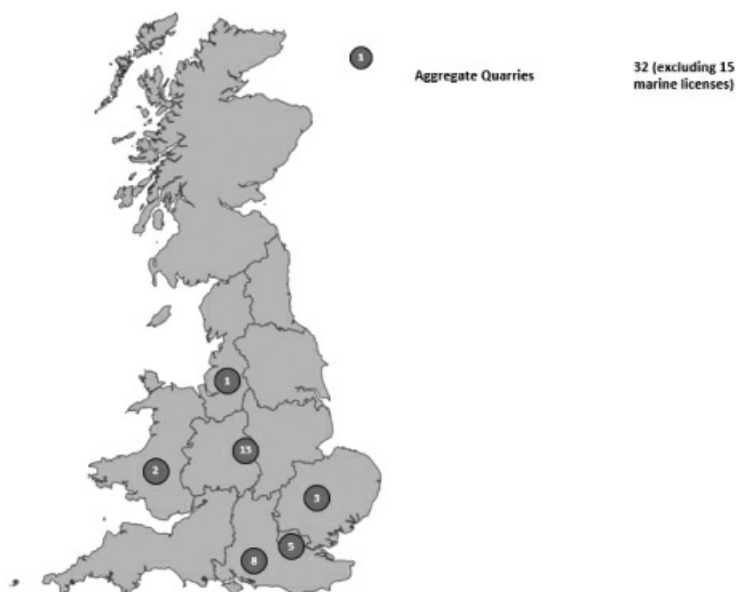 1
Aggregate Quarries
32 (excluding 15
marine licenses)
1
13
2
3
5
8